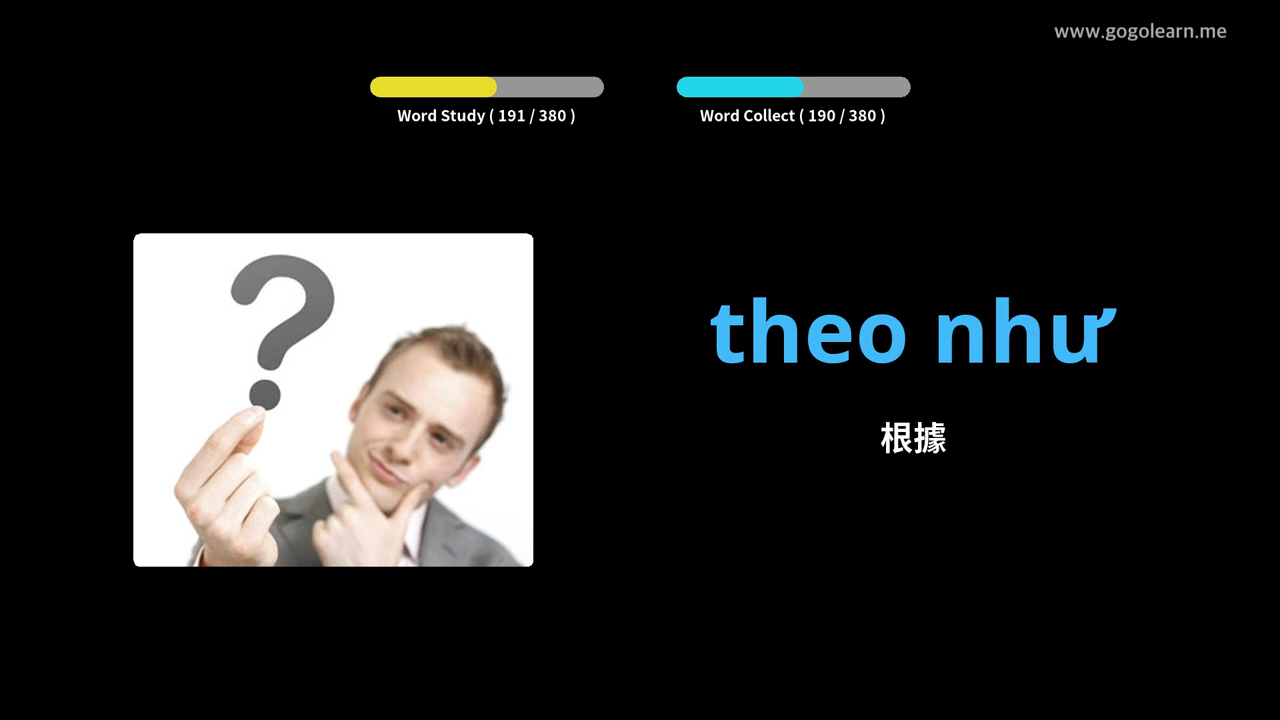 www.gogolearn.me
Word Study ( 191 / 380 )
Word Collect ( 190 / 380 )
?
theo như
根據